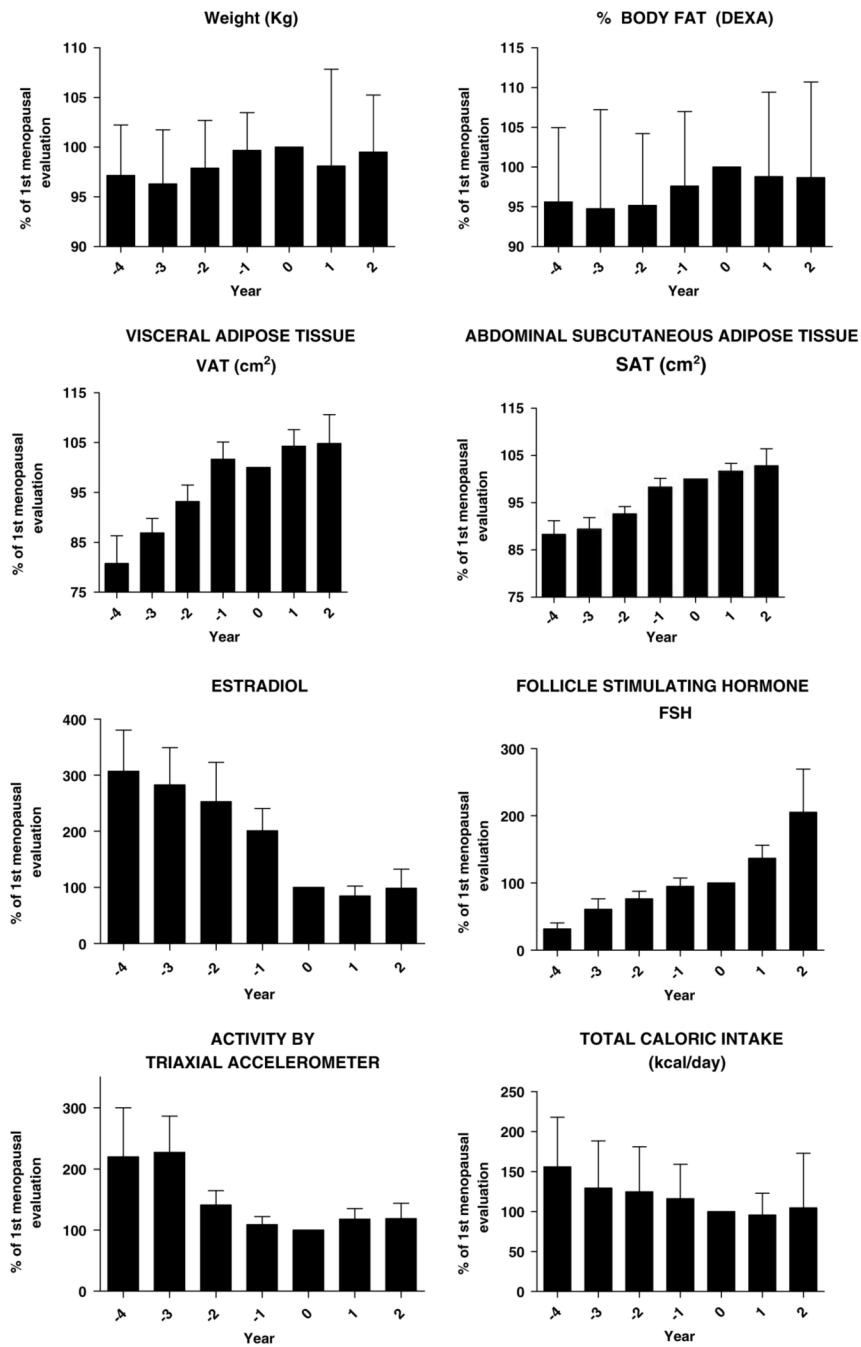 Weight (Kg)
% of 1st menopausal
evaluation
110
105
100
95
90
-4
-3
-2
-1
0
1
2
Year
% BODY FAT (DEXA)
% of 1st menopausal
evaluation
115
110
105
100
95
90
-4
-3
-2
-1
0
1
2
Year
VISCERAL ADIPOSE TISSUE
VAT (cm²)
% of 1st menopausal
evaluation
115
105
95
85
75
-4
-3
-2
-1
0
1
2
Year
ABDOMINAL SUBCUTANEOUS ADIPOSE TISSUE
SAT (cm²)
% of 1st menopausal
evaluation
115
105
95
85
75
-4
-3
-2
-1
0
1
2
Year
ESTRADIOL
% of 1st menopausal
evaluation
400
300
200
100
0
-4
-3
-2
-1
0
1
2
Year
FOLLICLE STIMULATING HORMONE
FSH
% of 1st menopausal
evaluation
300
200
100
0
-4
-3
-2
-1
0
1
2
Year
ACTIVITY BY
TRIAXIAL ACCELEROMETER
% of 1st menopausal
evaluation
300
200
100
0
-4
-3
-2
-1
0
1
2
Year
TOTAL CALORIC INTAKE
(kcal/day)
% of 1st menopausal
evaluation
250
200
150
100
50
0
-4
-3
-2
-1
0
1
2
Year